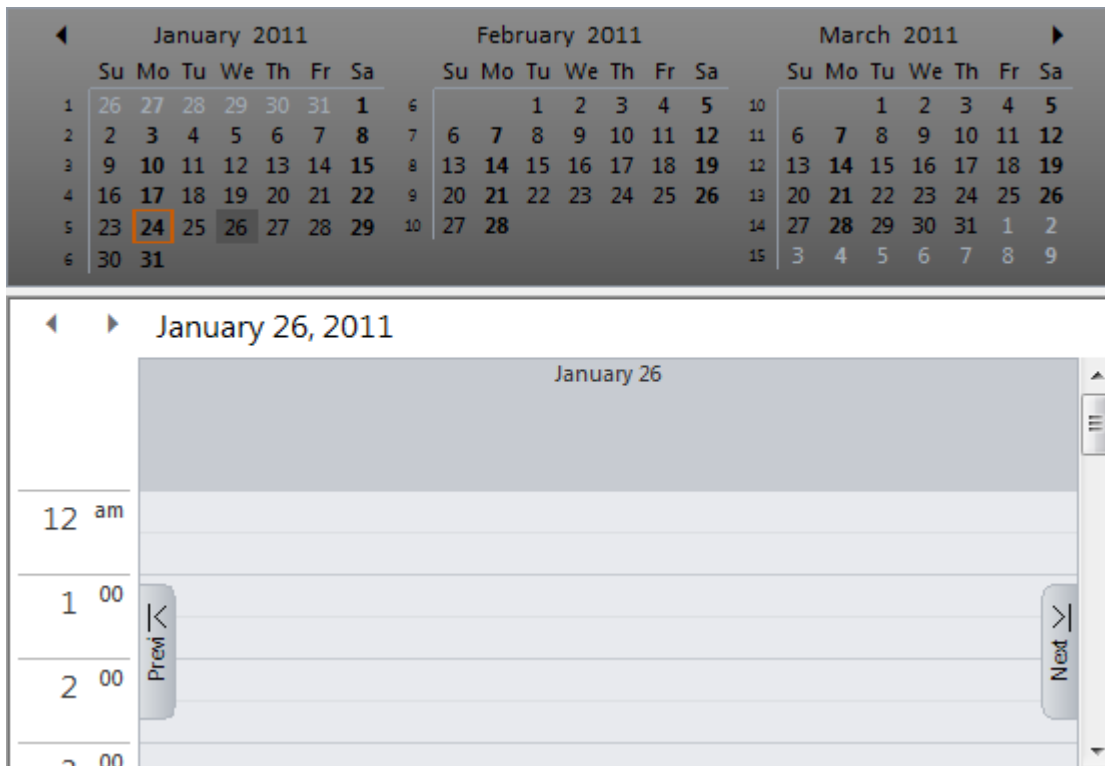 January 2011 February 2011 March 2011
Su Mo Tu We Th Fr Sa Su Mo Tu We Th Fr Sa Su Mo Tu We Th Fr Sa
1 26 27 28 29 30 31 1 6 1 2 3 4 5 10 1 2 3 4 5
2 2 3 4 5 6 7 8 7 6 7 8 9 10 11 12 11 6 7 8 9 10 11 12
3 9 10 11 12 13 14 15 8 13 14 15 16 17 18 19 12 13 14 15 16 17 18 19
4 16 17 18 19 20 21 22 9 20 21 22 23 24 25 26 13 20 21 22 23 24 25 26
5 23 24 25 26 27 28 29 10 27 28 14 27 28 29 30 31 1 2
6 30 31 15 3 4 5 6 7 8 9
January 26, 2011
January 26
12 am
1 00
Previ
Next
2 00
00